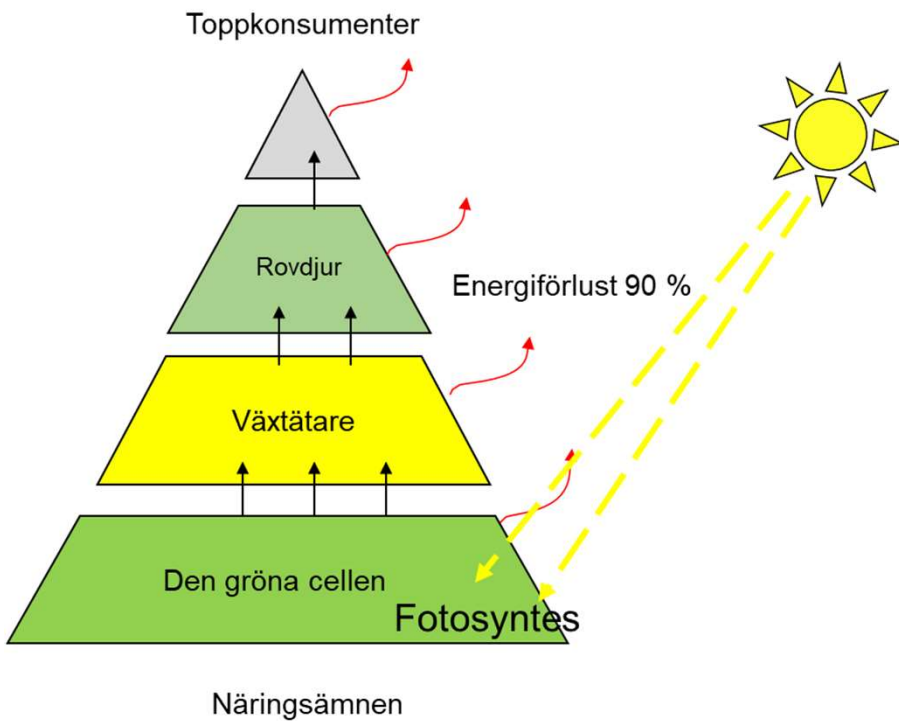 Toppkonsumenter
Rovdjur
Energiförlust 90 %
Växtätare
Den gröna cellen
Fotosyntes
Näringsämnen